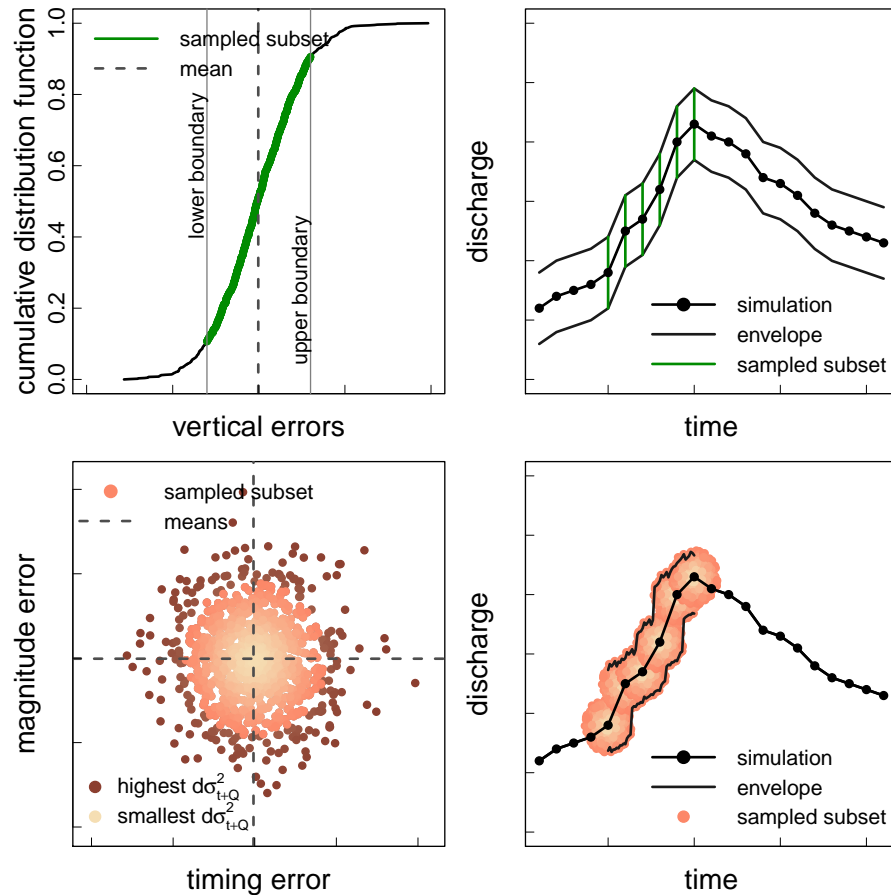 cumulative distribution function
0.0 0.2 0.4 0.6 0.8 1.0
sampled subset
mean
lower boundary
upper boundary
vertical errors
discharge
simulation
envelope
sampled subset
time
magnitude error
sampled subset
means
highest dσ²t+Q
smallest dσ²t+Q
timing error
discharge
simulation
envelope
sampled subset
time